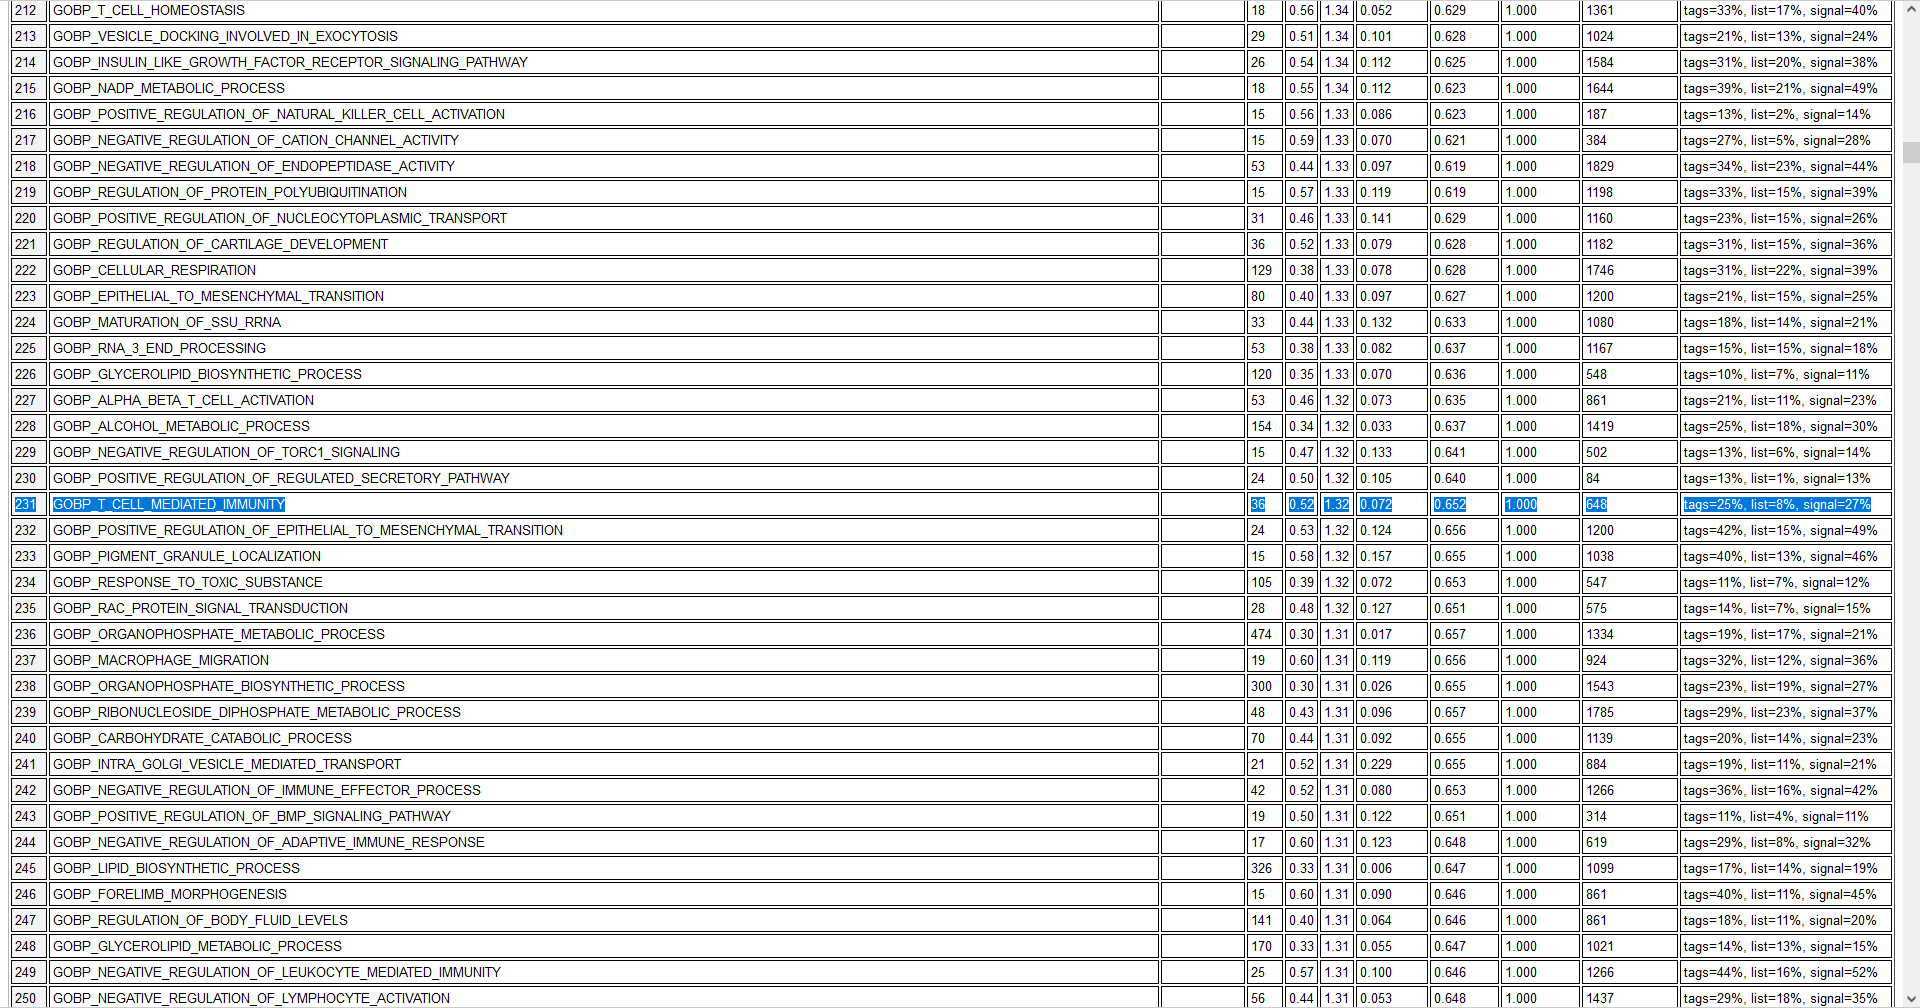 212 GOBP_T_CELL_HOMEOSTASIS 18 0.56 1.34 0.052 0.629 1.000 1361 tags=33%, list=17%, signal=40%
213 GOBP_VESICLE_DOCKING_INVOLVED_IN_EXOCYTOSIS 29 0.51 1.34 0.101 0.628 1.000 1024 tags=21%, list=13%, signal=24%
214 GOBP_INSULIN_LIKE_GROWTH_FACTOR_RECEPTOR_SIGNALING_PATHWAY 26 0.54 1.34 0.112 0.625 1.000 1584 tags=31%, list=20%, signal=38%
215 GOBP_NADP_METABOLIC_PROCESS 18 0.55 1.34 0.112 0.623 1.000 1644 tags=39%, list=21%, signal=49%
216 GOBP_POSITIVE_REGULATION_OF_NATURAL_KILLER_CELL_ACTIVATION 15 0.56 1.33 0.086 0.623 1.000 187 tags=13%, list=2%, signal=14%
217 GOBP_NEGATIVE_REGULATION_OF_CATION_CHANNEL_ACTIVITY 15 0.59 1.33 0.070 0.621 1.000 384 tags=27%, list=5%, signal=28%
218 GOBP_NEGATIVE_REGULATION_OF_ENDOPEPTIDASE_ACTIVITY 53 0.44 1.33 0.097 0.619 1.000 1829 tags=34%, list=23%, signal=44%
219 GOBP_REGULATION_OF_PROTEIN_POLYUBIQUITINATION 15 0.57 1.33 0.119 0.619 1.000 1198 tags=33%, list=15%, signal=39%
220 GOBP_POSITIVE_REGULATION_OF_NUCLEOCYTOPLASMIC_TRANSPORT 31 0.46 1.33 0.141 0.629 1.000 1160 tags=23%, list=15%, signal=26%
221 GOBP_REGULATION_OF_CARTILAGE_DEVELOPMENT 36 0.52 1.33 0.079 0.628 1.000 1182 tags=31%, list=15%, signal=36%
222 GOBP_CELLULAR_RESPIRATION 129 0.38 1.33 0.078 0.628 1.000 1746 tags=31%, list=22%, signal=39%
223 GOBP_EPITHELIAL_TO_MESENCHYMAL_TRANSITION 80 0.40 1.33 0.097 0.627 1.000 1200 tags=21%, list=15%, signal=25%
224 GOBP_MATURATION_OF_SSU_RRNA 33 0.44 1.33 0.132 0.633 1.000 1080 tags=18%, list=14%, signal=21%
225 GOBP_RNA_3_END_PROCESSING 53 0.38 1.33 0.082 0.637 1.000 1167 tags=15%, list=15%, signal=18%
226 GOBP_GLYCEROLIPID_BIOSYNTHETIC_PROCESS 120 0.35 1.33 0.070 0.636 1.000 548 tags=10%, list=7%, signal=11%
227 GOBP_ALPHA_BETA_T_CELL_ACTIVATION 53 0.46 1.32 0.073 0.635 1.000 861 tags=21%, list=11%, signal=23%
228 GOBP_ALCOHOL_METABOLIC_PROCESS 154 0.34 1.32 0.033 0.637 1.000 1419 tags=25%, list=18%, signal=30%
229 GOBP_NEGATIVE_REGULATION_OF_TORC1_SIGNALING 15 0.47 1.32 0.133 0.641 1.000 502 tags=13%, list=6%, signal=14%
230 GOBP_POSITIVE_REGULATION_OF_REGULATED_SECRETORY_PATHWAY 24 0.50 1.32 0.105 0.640 1.000 84 tags=13%, list=1%, signal=13%
231 GOBP_T_CELL_MEDIATED_IMMUNITY 36 0.52 1.32 0.072 0.652 1.000 648 tags=25%, list=8%, signal=27%
232 GOBP_POSITIVE_REGULATION_OF_EPITHELIAL_TO_MESENCHYMAL_TRANSITION 24 0.53 1.32 0.124 0.656 1.000 1200 tags=42%, list=15%, signal=49%
233 GOBP_PIGMENT_GRANULE_LOCALIZATION 15 0.58 1.32 0.157 0.655 1.000 1038 tags=40%, list=13%, signal=46%
234 GOBP_RESPONSE_TO_TOXIC_SUBSTANCE 105 0.39 1.32 0.072 0.653 1.000 547 tags=11%, list=7%, signal=12%
235 GOBP_RAC_PROTEIN_SIGNAL_TRANSDUCTION 28 0.48 1.32 0.127 0.651 1.000 575 tags=14%, list=7%, signal=15%
236 GOBP_ORGANOPHOSPHATE_METABOLIC_PROCESS 474 0.30 1.31 0.017 0.657 1.000 1334 tags=19%, list=17%, signal=21%
237 GOBP_MACROPHAGE_MIGRATION 19 0.60 1.31 0.119 0.656 1.000 924 tags=32%, list=12%, signal=36%
238 GOBP_ORGANOPHOSPHATE_BIOSYNTHETIC_PROCESS 300 0.30 1.31 0.026 0.655 1.000 1543 tags=23%, list=19%, signal=27%
239 GOBP_RIBONUCLEOSIDE_DIPHOSPHATE_METABOLIC_PROCESS 48 0.43 1.31 0.096 0.657 1.000 1785 tags=29%, list=23%, signal=37%
240 GOBP_CARBOHYDRATE_CATABOLIC_PROCESS 70 0.44 1.31 0.092 0.655 1.000 1139 tags=20%, list=14%, signal=23%
241 GOBP_INTRA_GOLGI_VESICLE_MEDIATED_TRANSPORT 21 0.52 1.31 0.229 0.655 1.000 884 tags=19%, list=11%, signal=21%
242 GOBP_NEGATIVE_REGULATION_OF_IMMUNE_EFFECTOR_PROCESS 42 0.52 1.31 0.080 0.653 1.000 1266 tags=36%, list=16%, signal=42%
243 GOBP_POSITIVE_REGULATION_OF_BMP_SIGNALING_PATHWAY 19 0.50 1.31 0.122 0.651 1.000 314 tags=11%, list=4%, signal=11%
244 GOBP_NEGATIVE_REGULATION_OF_ADAPTIVE_IMMUNE_RESPONSE 17 0.60 1.31 0.123 0.648 1.000 619 tags=29%, list=8%, signal=32%
245 GOBP_LIPID_BIOSYNTHETIC_PROCESS 326 0.33 1.31 0.006 0.647 1.000 1099 tags=17%, list=14%, signal=19%
246 GOBP_FORELIMB_MORPHOGENESIS 15 0.60 1.31 0.090 0.646 1.000 861 tags=40%, list=11%, signal=45%
247 GOBP_REGULATION_OF_BODY_FLUID_LEVELS 141 0.40 1.31 0.064 0.646 1.000 861 tags=18%, list=11%, signal=20%
248 GOBP_GLYCEROLIPID_METABOLIC_PROCESS 170 0.33 1.31 0.055 0.647 1.000 1021 tags=14%, list=13%, signal=15%
249 GOBP_NEGATIVE_REGULATION_OF_LEUKOCYTE_MEDIATED_IMMUNITY 25 0.57 1.31 0.100 0.646 1.000 1266 tags=44%, list=16%, signal=52%
250 GOBP_NEGATIVE_REGULATION_OF_LYMPHOCYTE_ACTIVATION 56 0.44 1.31 0.053 0.648 1.000 1437 tags=29%, list=18%, signal=35%